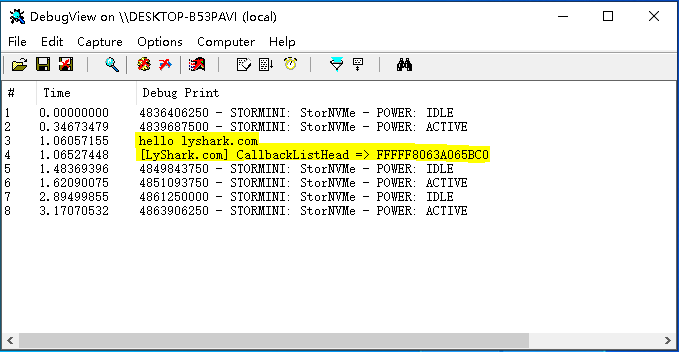 DebugView on \\DESKTOP-B53PAVI (local)
File Edit Capture Options Computer Help
# Time Debug Print
1 0.00000000 4836406250 - STORMINI: StorNVMe - POWER: IDLE
2 0.34673479 4839687500 - STORMINI: StorNVMe - POWER: ACTIVE
3 1.06057155 hello lyshark.com
4 1.06527448 [LyShark.com] CallbackListHead => FFFFF8063A065BC0
5 1.48369396 4849843750 - STORMINI: StorNVMe - POWER: IDLE
6 1.62090075 4851093750 - STORMINI: StorNVMe - POWER: ACTIVE
7 2.89499855 4861250000 - STORMINI: StorNVMe - POWER: IDLE
8 3.17070532 4863906250 - STORMINI: StorNVMe - POWER: ACTIVE